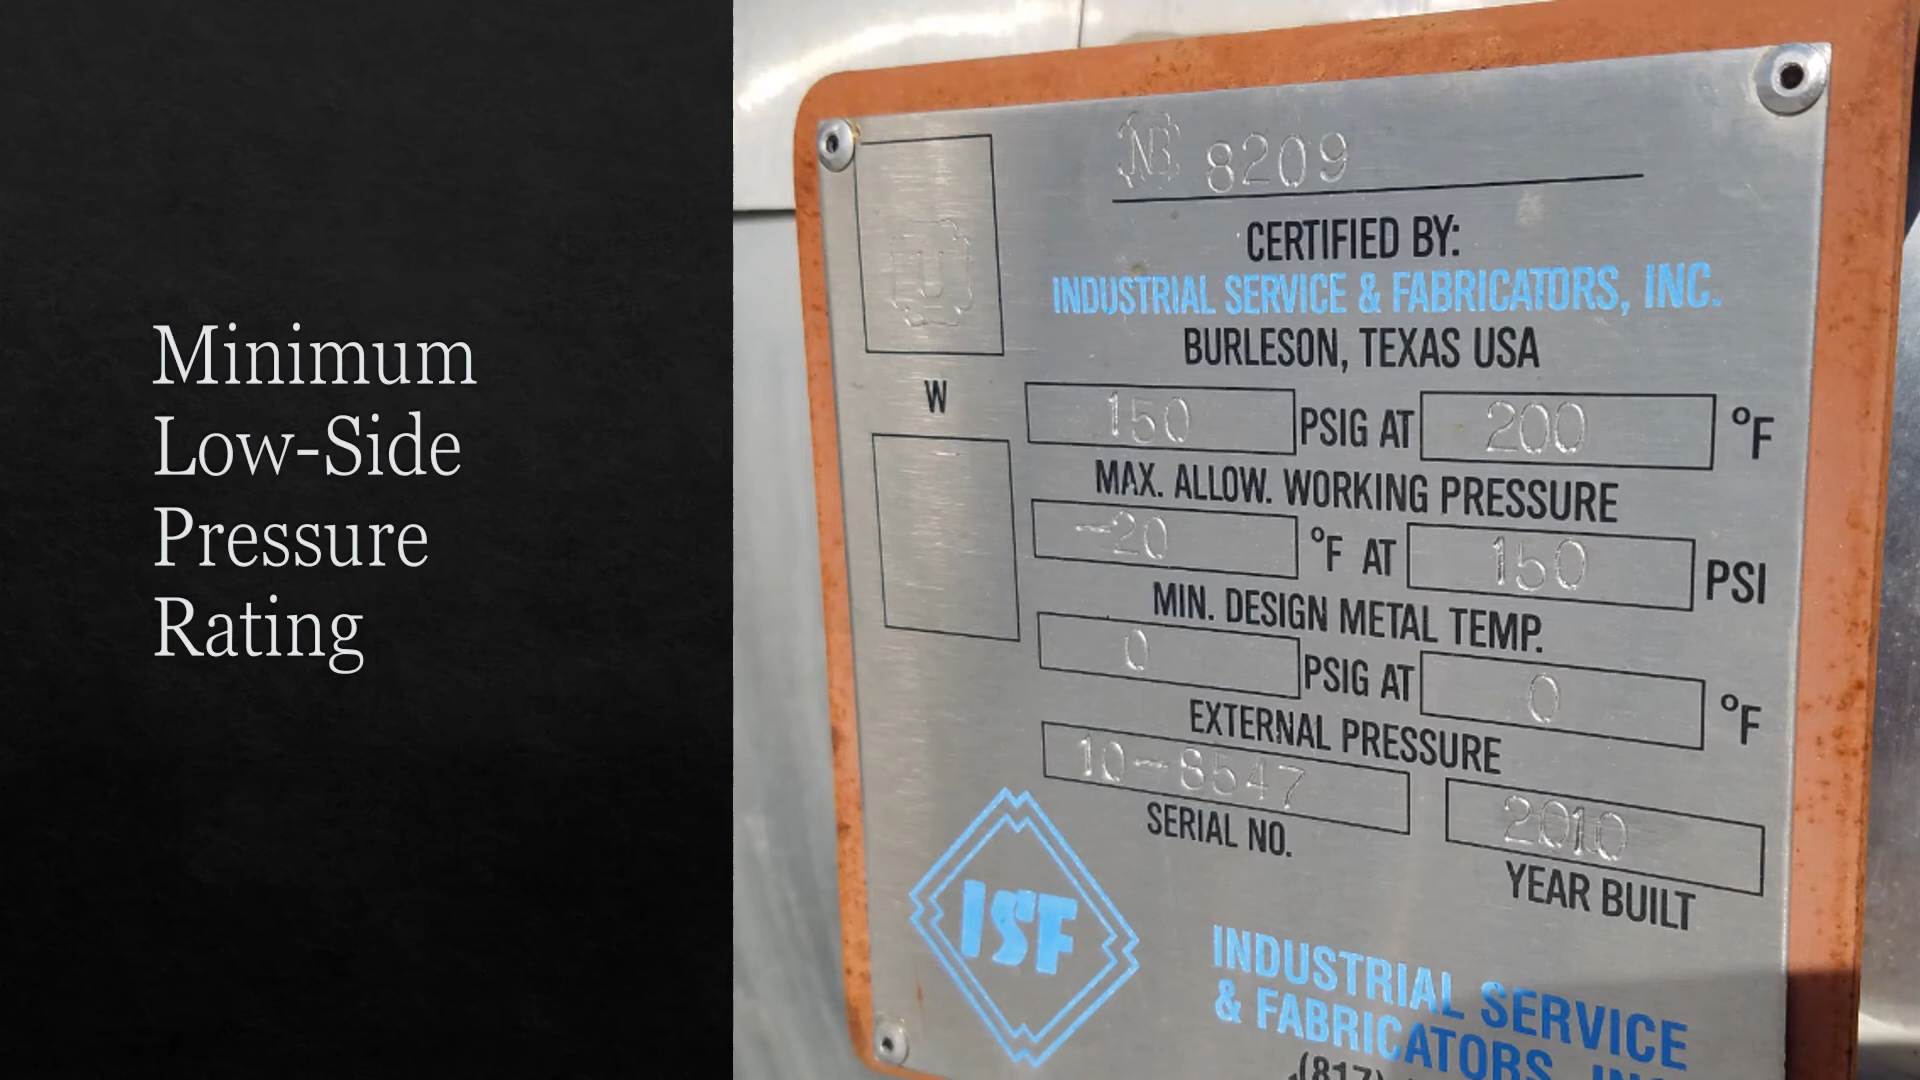 Minimum
Low-Side
Pressure
Rating
NB 8209
U
CERTIFIED BY:
INDUSTRIAL SERVICE & FABRICATORS, INC.
BURLESON, TEXAS USA
W
150 PSIG AT 200 °F
MAX. ALLOW. WORKING PRESSURE
-20 °F AT 150 PSI
MIN. DESIGN METAL TEMP.
0 PSIG AT 0 °F
EXTERNAL PRESSURE
10-8547 2010
SERIAL NO. YEAR BUILT
ISF
INDUSTRIAL SERVICE
& FABRICATORS, INC.
(817)